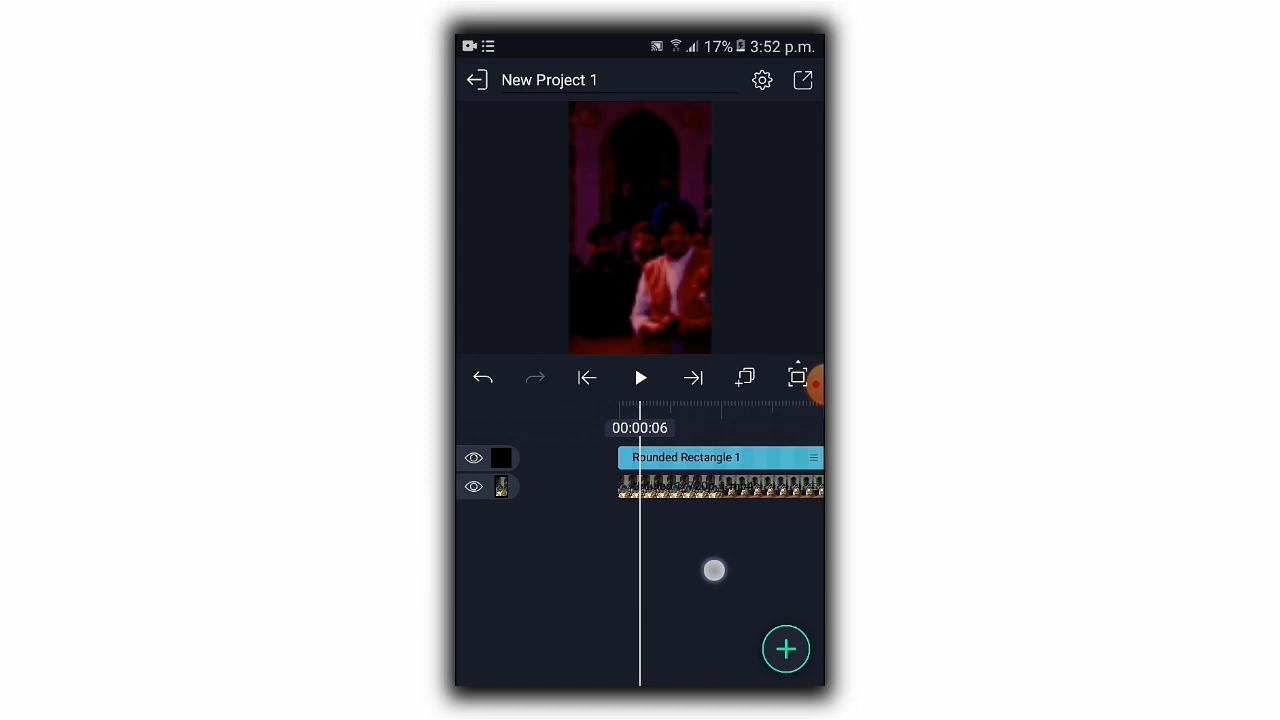 17% 3:52 p.m.
New Project 1
00:00:06
Rounded Rectangle 1